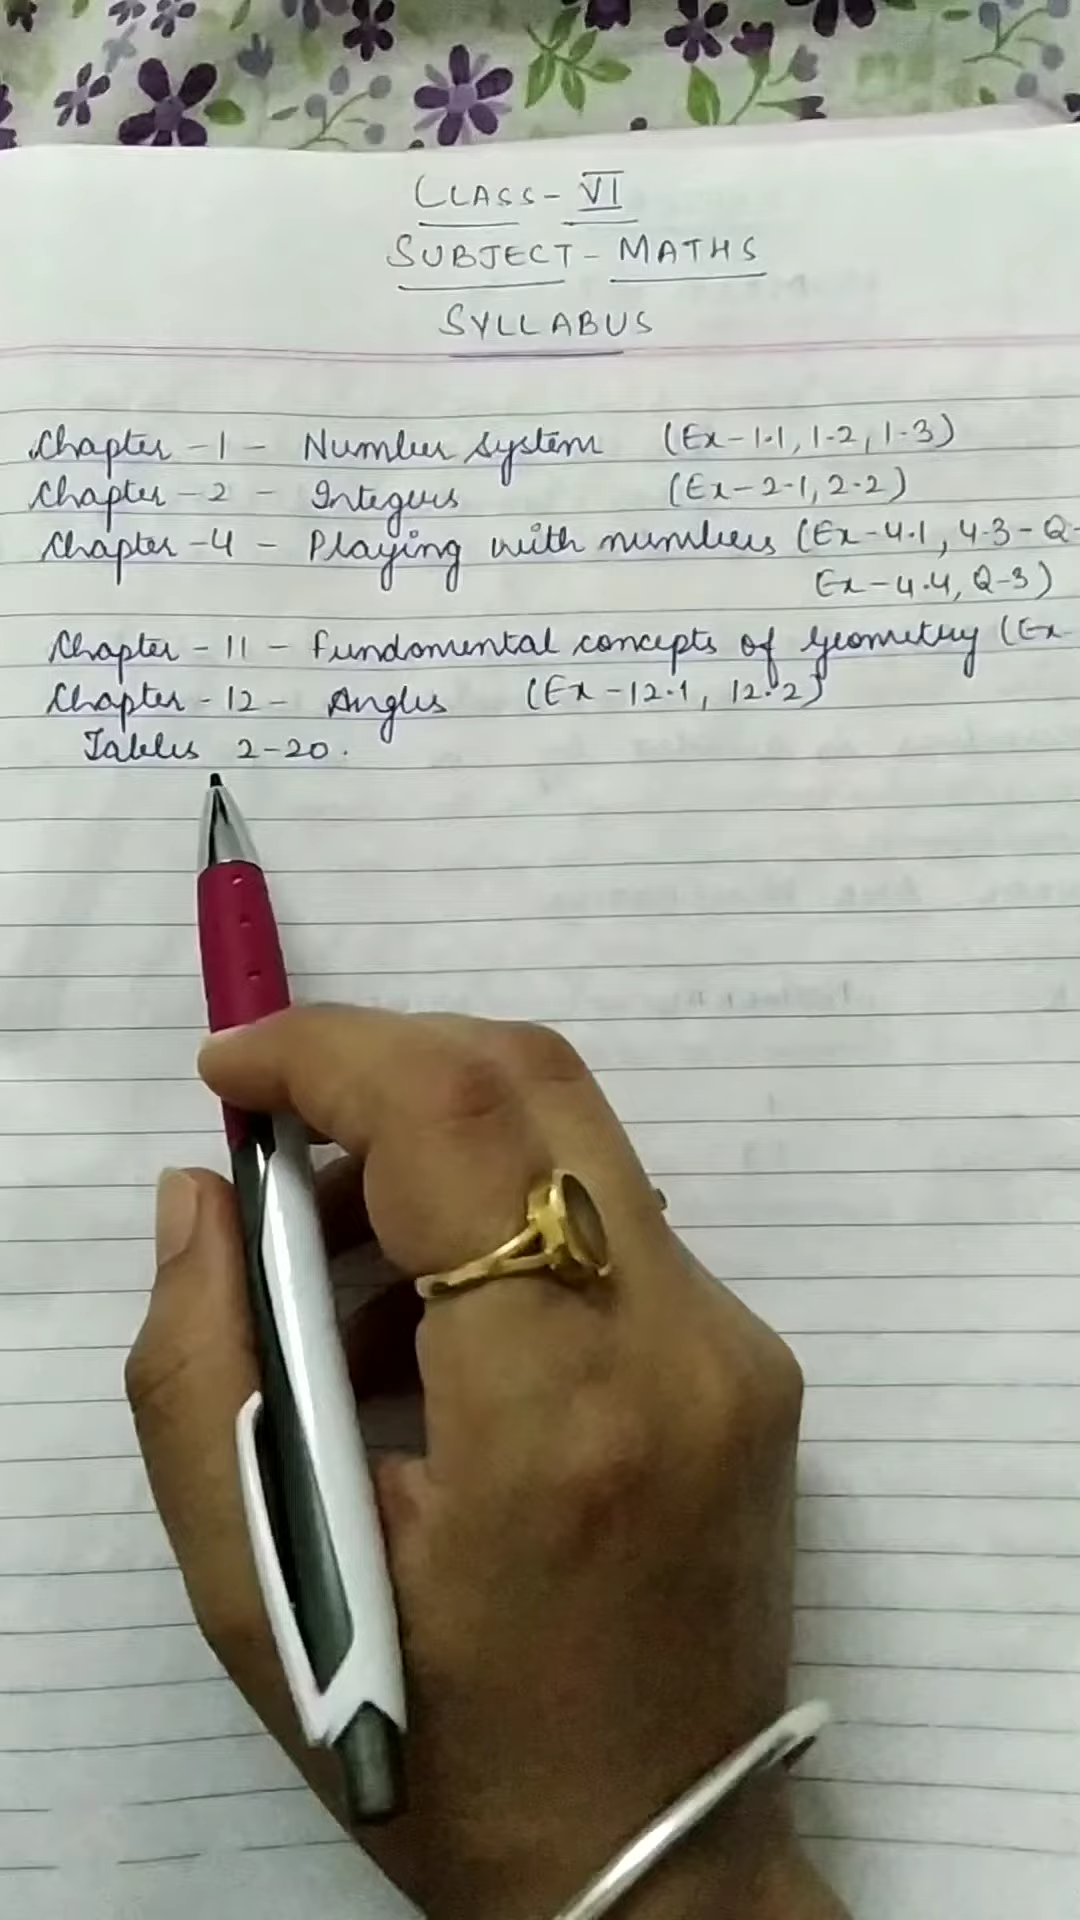 CLASS - VI
SUBJECT - MATHS
SYLLABUS
Chapter - 1 - Number System (Ex - 1.1, 1.2, 1.3)
Chapter - 2 - Integers (Ex - 2.1, 2.2)
Chapter - 4 - Playing with numbers (Ex - 4.1, 4.3 - Q-
Ex - 4.4, Q-3)
Chapter - 11 - Fundamental concepts of Geometry (Ex-
Chapter - 12 - Angles (Ex - 12.1, 12.2)
Tables 2-20.